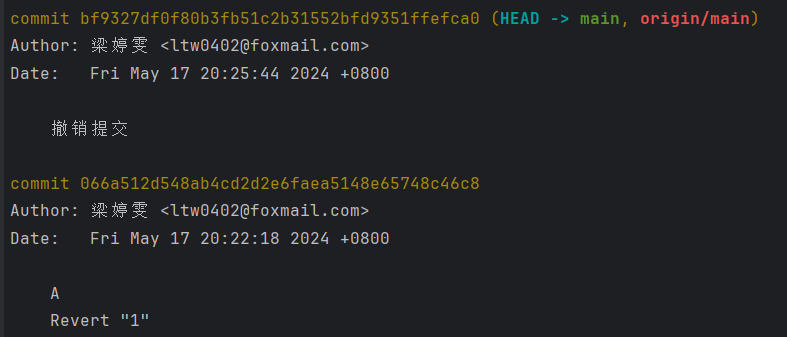 commit bf9327df0f80b3fb51c2b31552bfd9351ffefca0 (HEAD -> main, origin/main)
Author: 梁婷雯 <ltw0402@foxmail.com>
Date:   Fri May 17 20:25:44 2024 +0800
撤销提交
commit 066a512d548ab4cd2d2e6faea5148e65748c46c8
Author: 梁婷雯 <ltw0402@foxmail.com>
Date:   Fri May 17 20:22:18 2024 +0800
A
Revert "1"